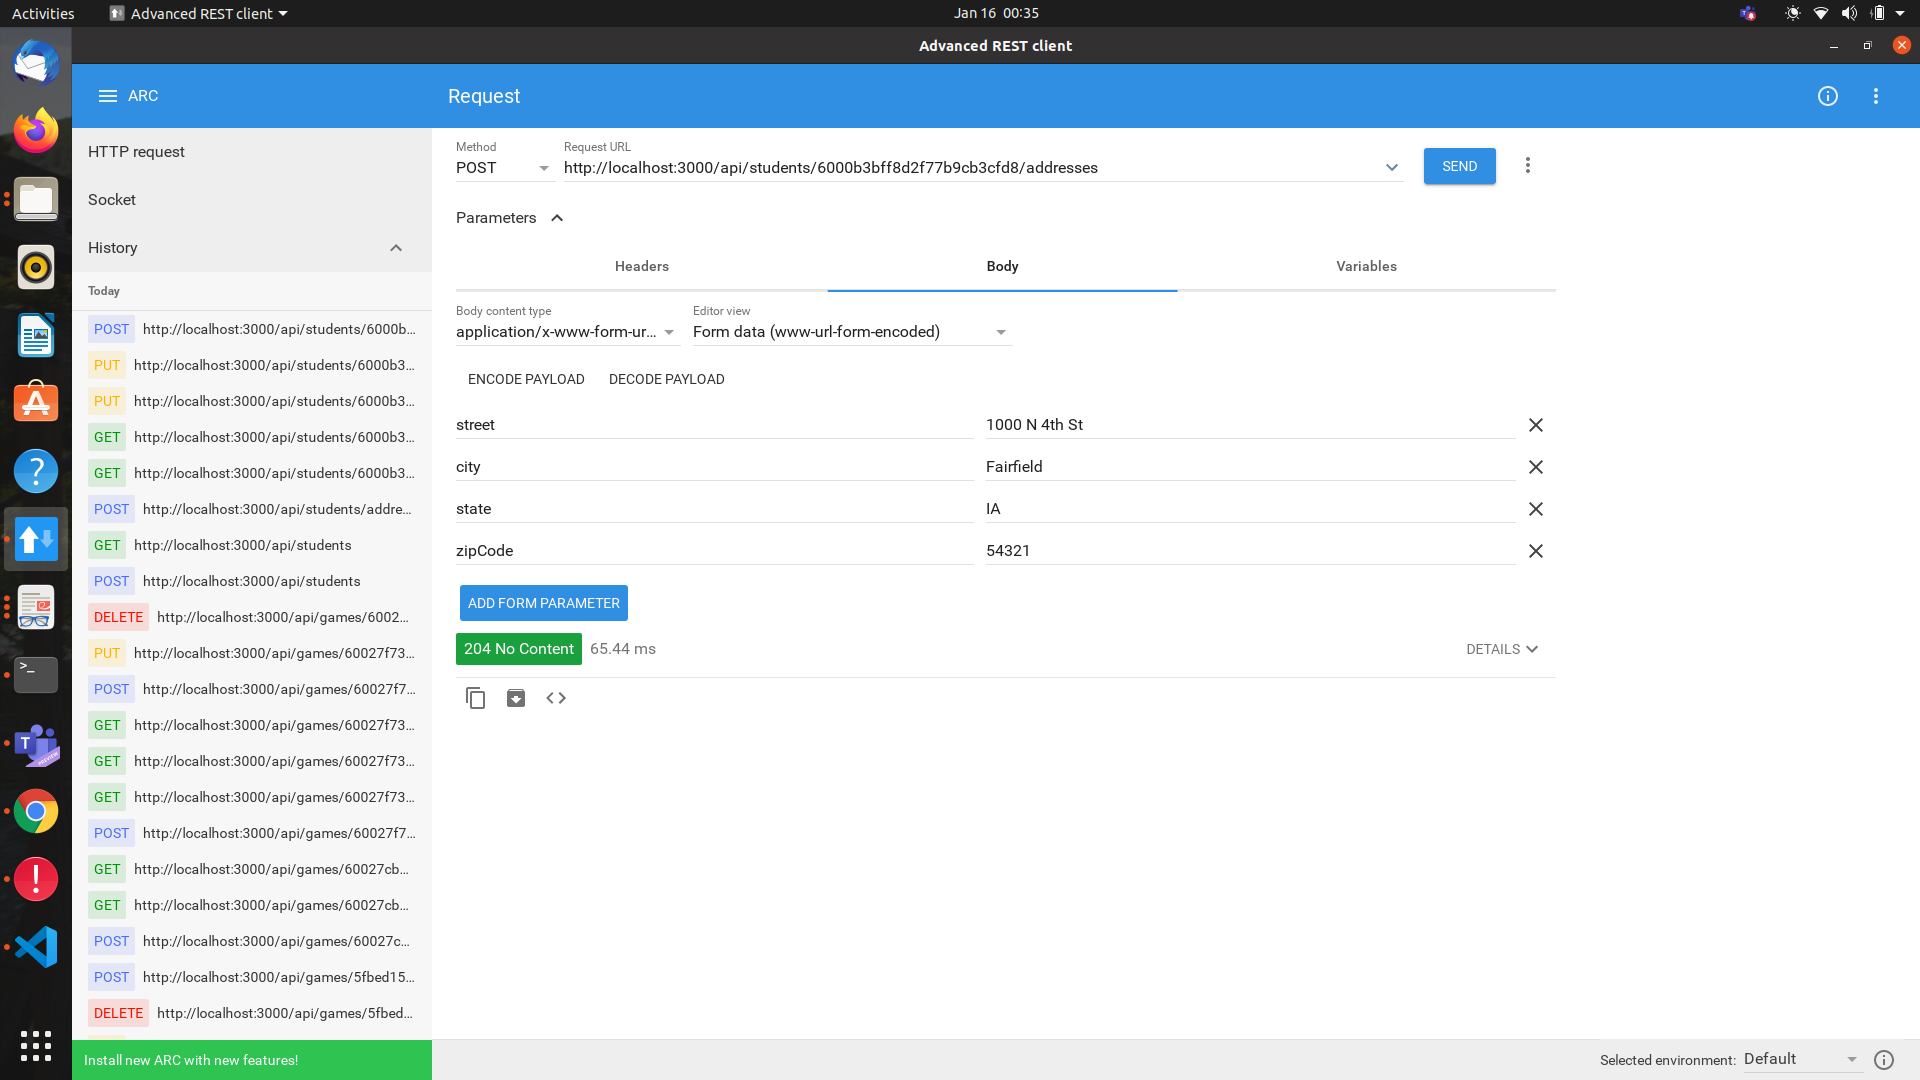 Activities
Advanced REST client
Jan 16 00:35
Advanced REST client
ARC
Request
HTTP request
Socket
History
Today
POST http://localhost:3000/api/students/6000b...
PUT http://localhost:3000/api/students/6000b3...
PUT http://localhost:3000/api/students/6000b3...
GET http://localhost:3000/api/students/6000b3...
GET http://localhost:3000/api/students/6000b3...
POST http://localhost:3000/api/students/addre...
GET http://localhost:3000/api/students
POST http://localhost:3000/api/students
DELETE http://localhost:3000/api/games/6002...
PUT http://localhost:3000/api/games/60027f73...
POST http://localhost:3000/api/games/60027f7...
GET http://localhost:3000/api/games/60027f73...
GET http://localhost:3000/api/games/60027f73...
GET http://localhost:3000/api/games/60027f73...
POST http://localhost:3000/api/games/60027f7...
GET http://localhost:3000/api/games/60027cb...
GET http://localhost:3000/api/games/60027cb...
POST http://localhost:3000/api/games/60027c...
POST http://localhost:3000/api/games/5fbed15...
DELETE http://localhost:3000/api/games/5fbed...
Install new ARC with new features!
Method
POST
Request URL
http://localhost:3000/api/students/6000b3bff8d2f77b9cb3cfd8/addresses
SEND
Parameters
Headers
Body
Variables
Body content type
application/x-www-form-ur...
Editor view
Form data (www-url-form-encoded)
ENCODE PAYLOAD
DECODE PAYLOAD
street 1000 N 4th St
city Fairfield
state IA
zipCode 54321
ADD FORM PARAMETER
204 No Content 65.44 ms
DETAILS
Selected environment: Default